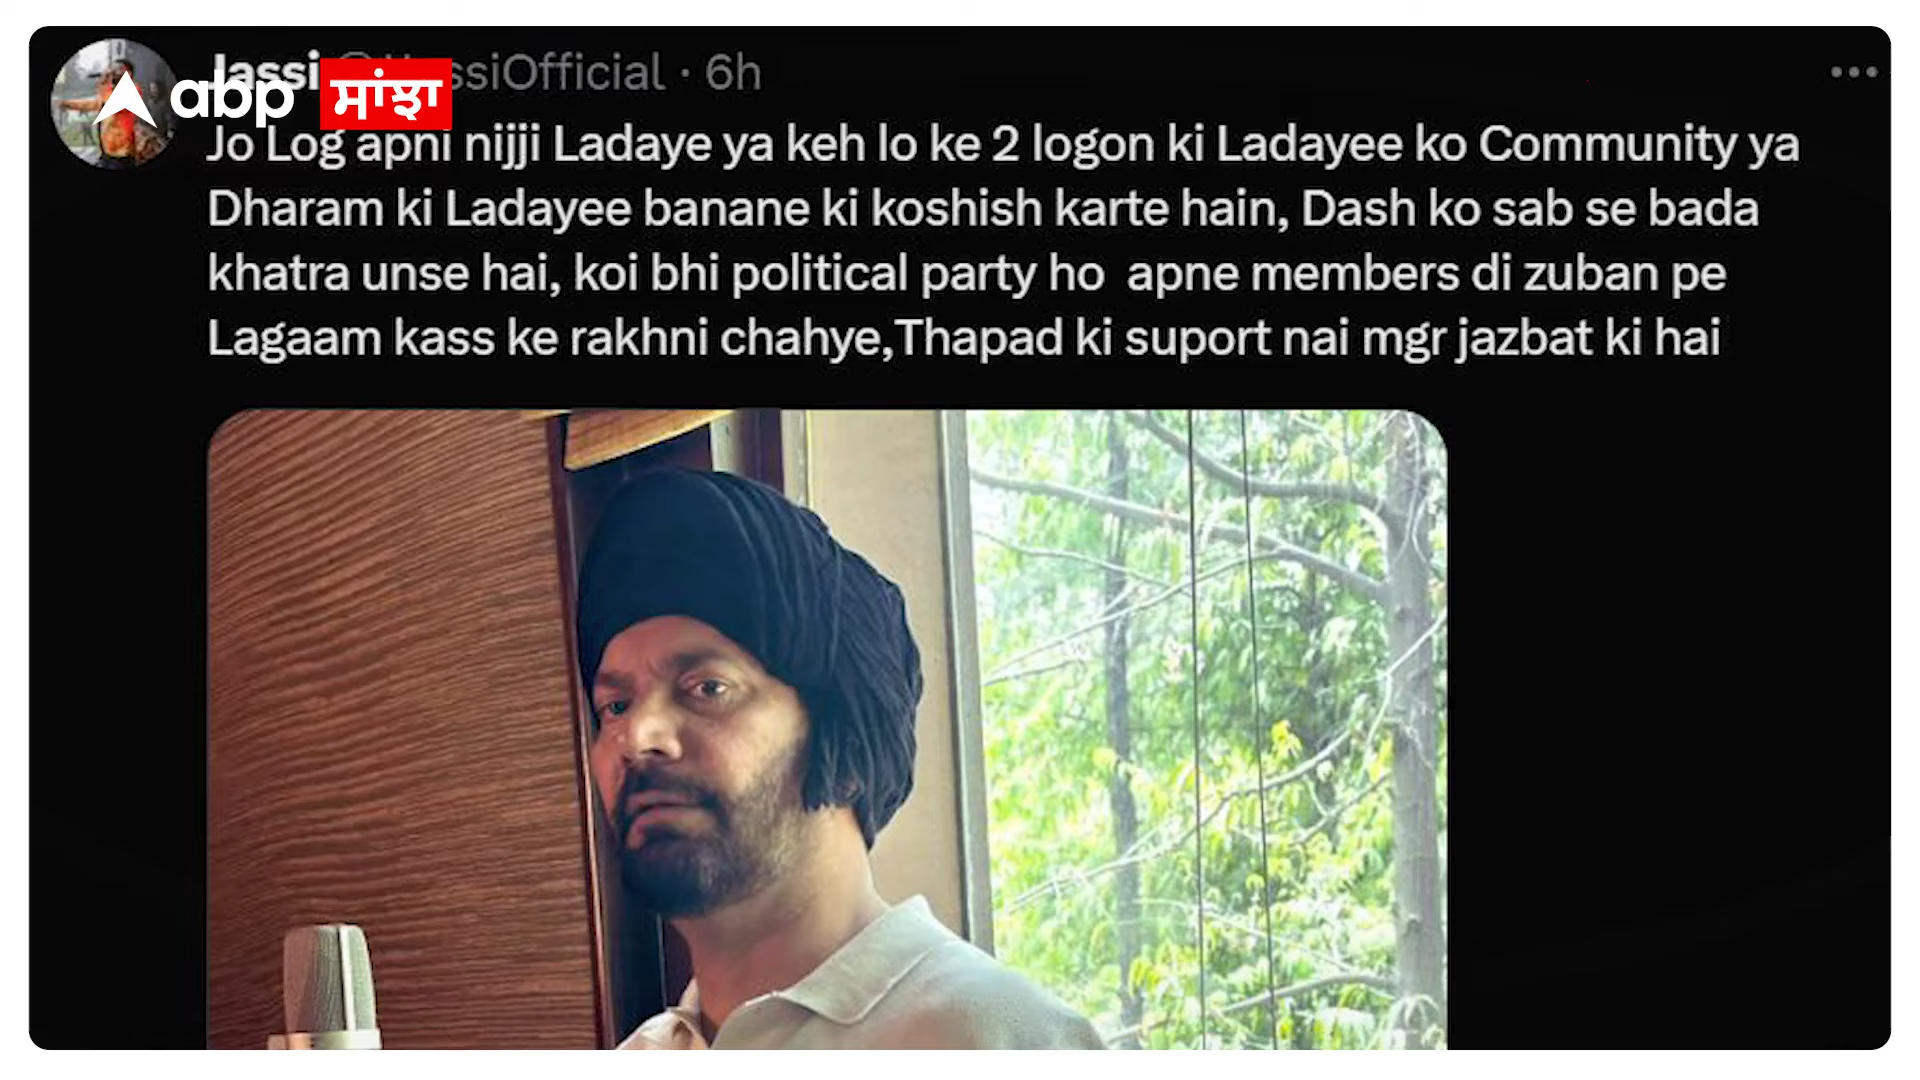 Jassi ssiOfficial · 6h
abp ਸਾਂਝਾ
Jo Log apni nijji Ladaye ya keh lo ke 2 logon ki Ladayee ko Community ya
Dharam ki Ladayee banane ki koshish karte hain, Dash ko sab se bada
khatra unse hai, koi bhi political party ho apne members di zuban pe
Lagaam kass ke rakhni chahye,Thapad ki suport nai mgr jazbat ki hai